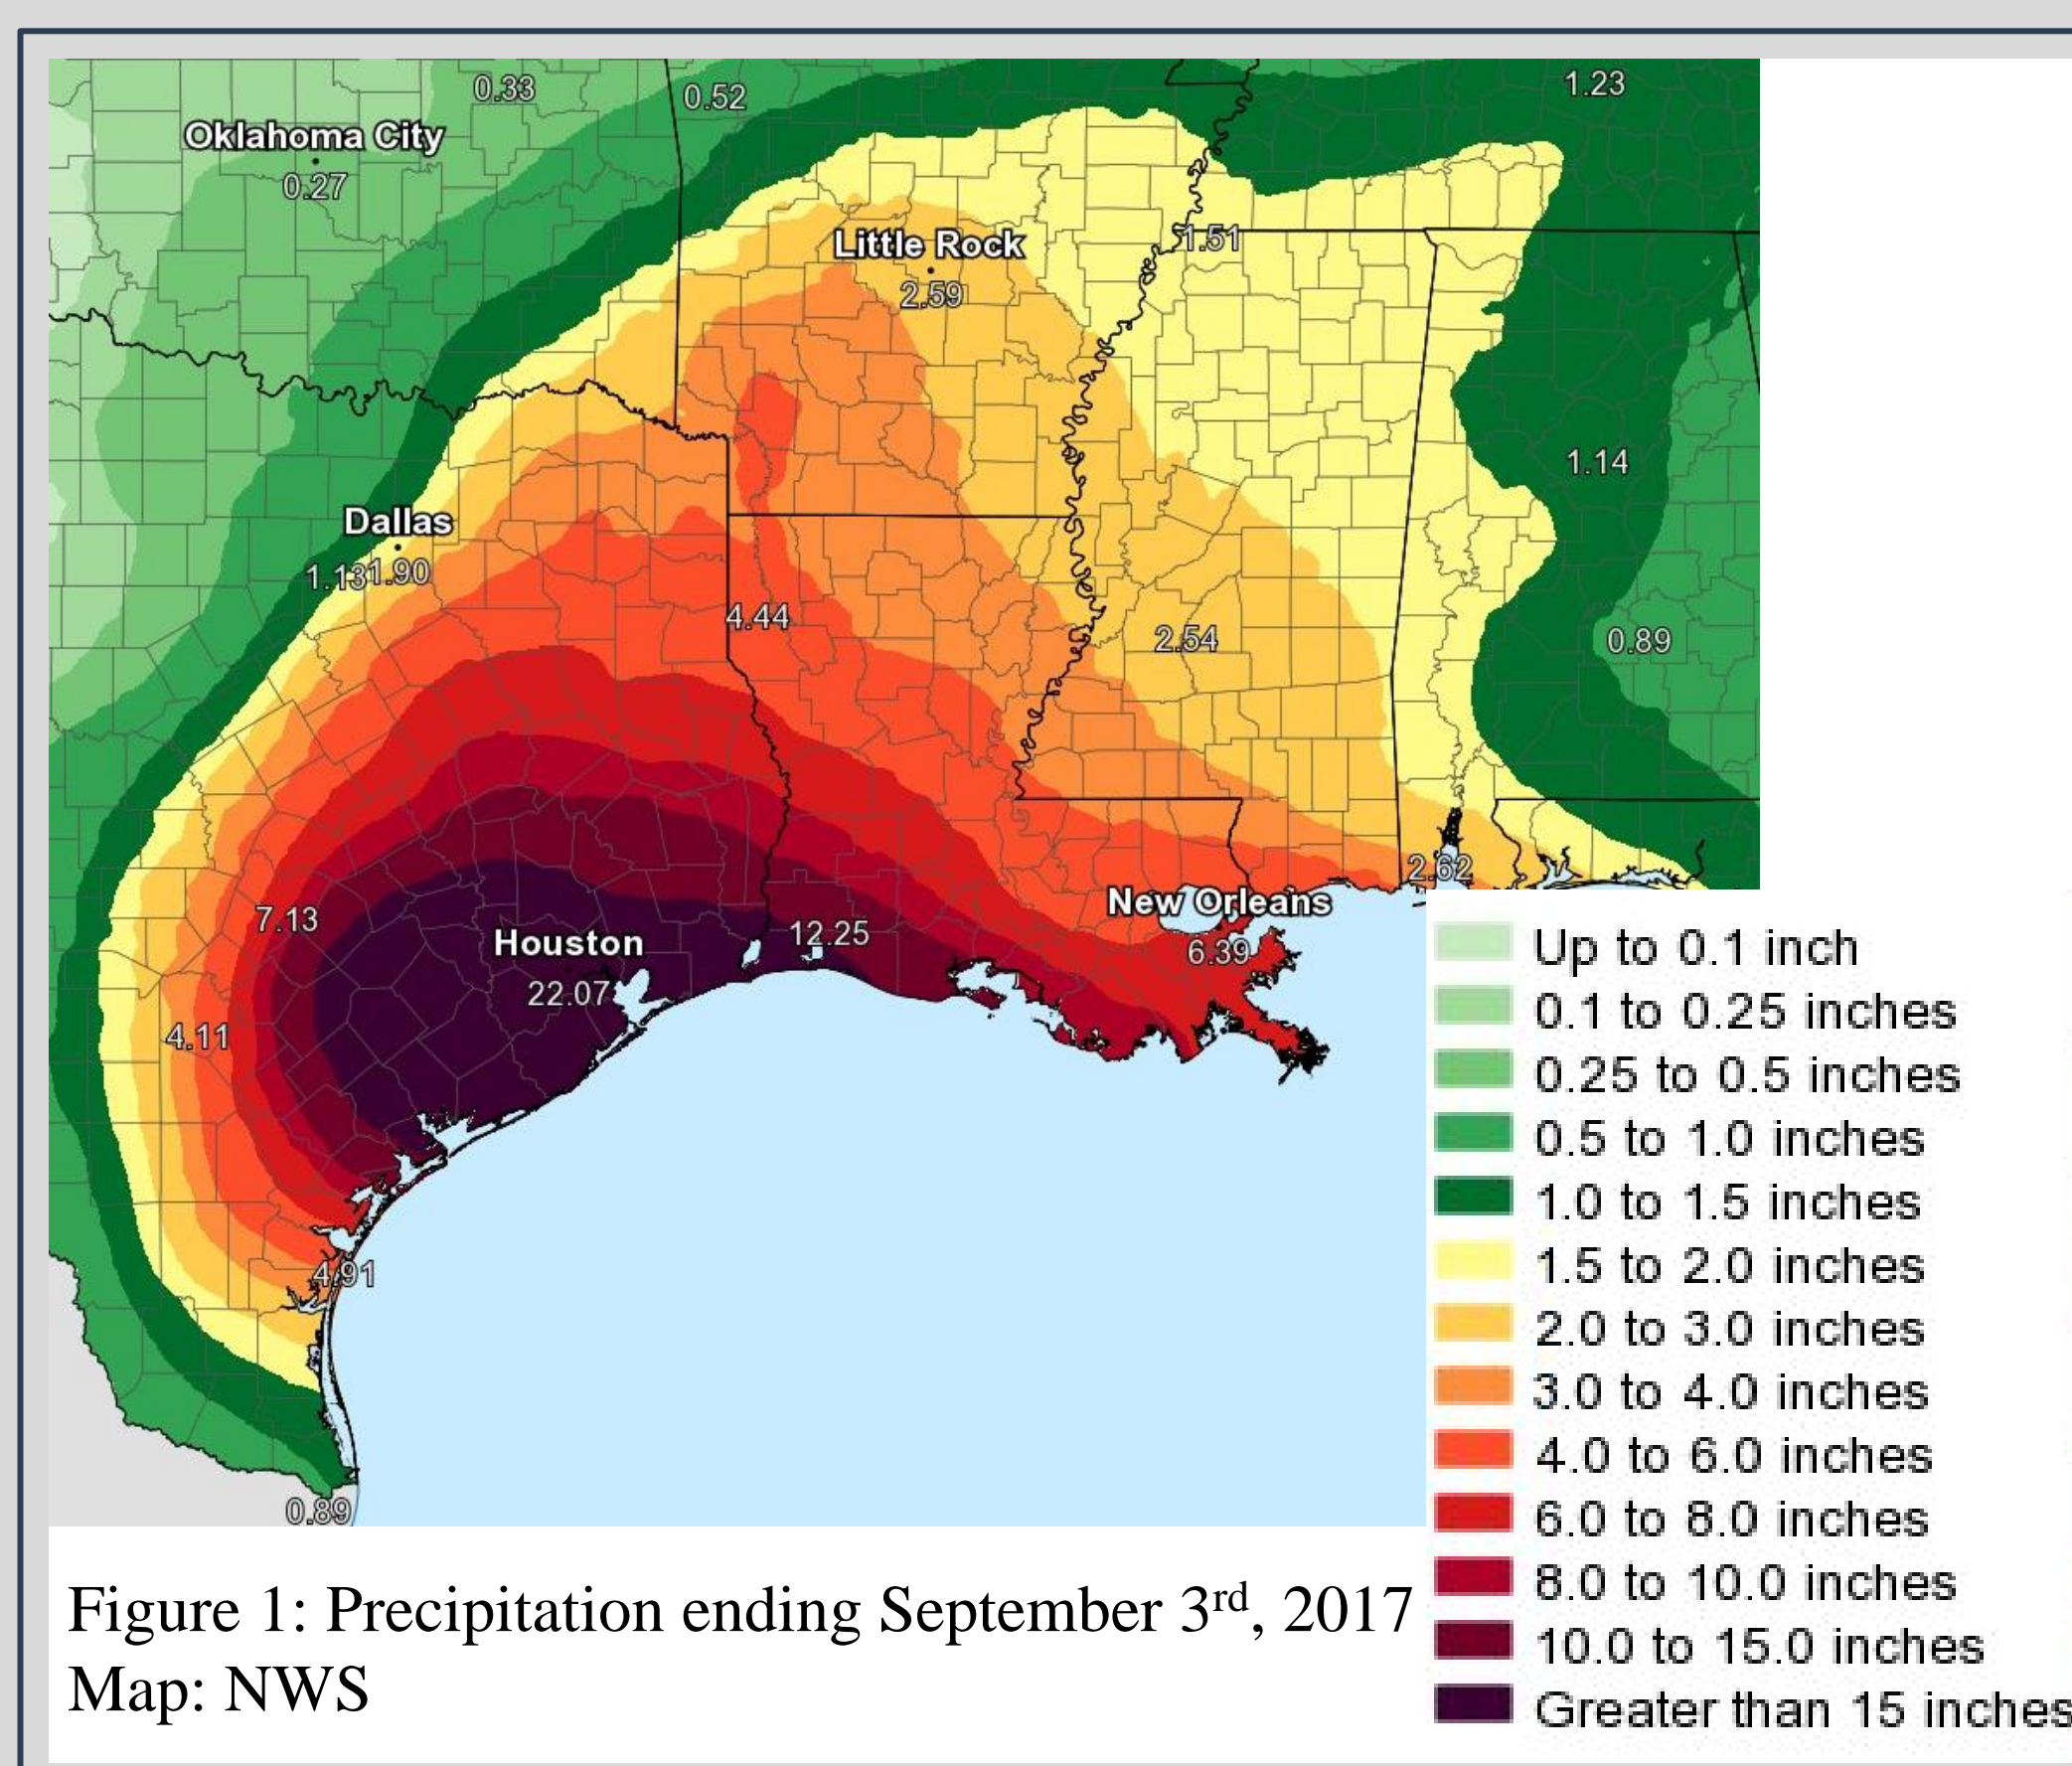 0.33
0.52
1.23
Oklahoma City
0.27
Little Rock
1.51
2.59
1.14
Dallas
1.131.90
4.44
2.54
0.89
2.62
New Orleans
7.13
Houston
12.25
6.39
22.07
4.11
4.91
0.89
Up to 0.1 inch
0.1 to 0.25 inches
0.25 to 0.5 inches
0.5 to 1.0 inches
1.0 to 1.5 inches
1.5 to 2.0 inches
2.0 to 3.0 inches
3.0 to 4.0 inches
4.0 to 6.0 inches
6.0 to 8.0 inches
8.0 to 10.0 inches
10.0 to 15.0 inches
Greater than 15 inches
Figure 1: Precipitation ending September 3rd, 2017
Map: NWS